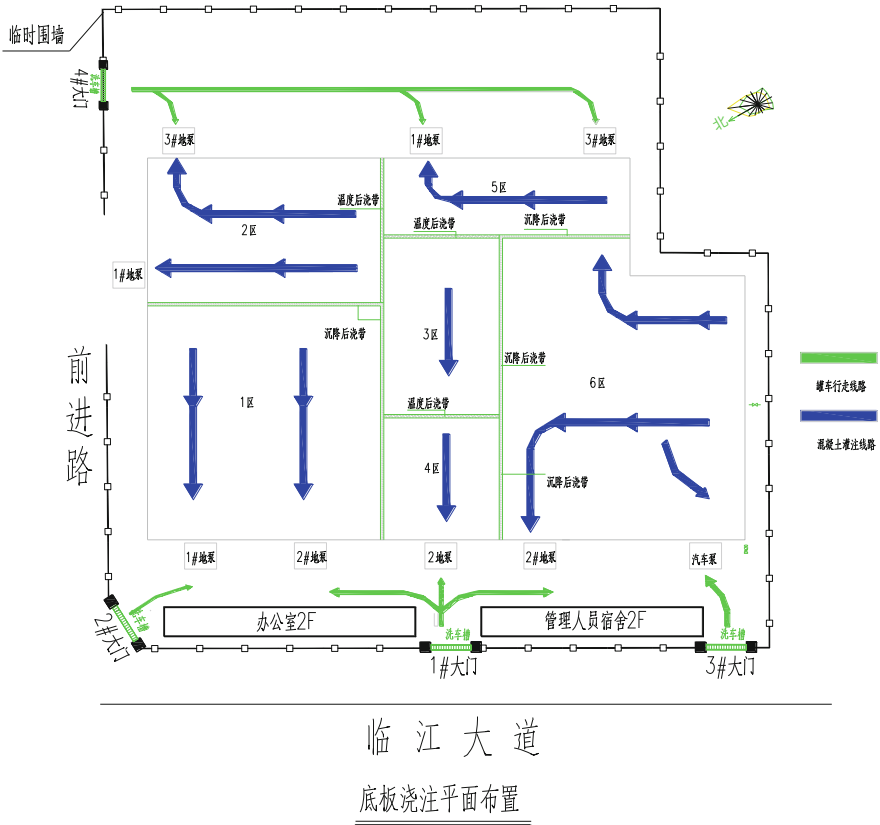 临时围墙
4#大门
洗车槽
北
3#地泵
1#地泵
3#地泵
温度后浇带
5区
2区
温度后浇带
沉降后浇带
1#地泵
沉降后浇带
3区
沉降后浇带
前进路
罐车行走线路
1区
温度后浇带
6区
混凝土灌注线路
4区
沉降后浇带
1#地泵
2#地泵
2地泵
2#地泵
汽车泵
2#大门
洗车槽
办公室2F
洗车槽
管理人员宿舍2F
洗车槽
1#大门
3#大门
临江大道
底板浇注平面布置